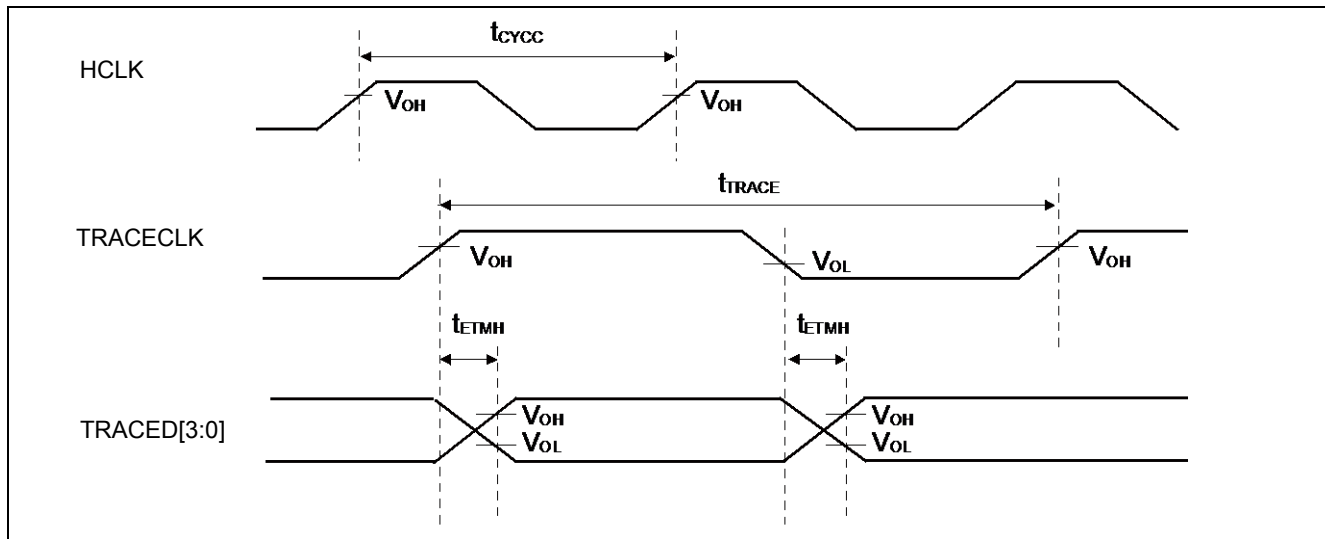 tCYCC
HCLK
VOH VOH
tTRACE
TRACECLK
VOH VOL VOH
tETMH tETMH
TRACED[3:0]
VOH VOH
VOL VOL